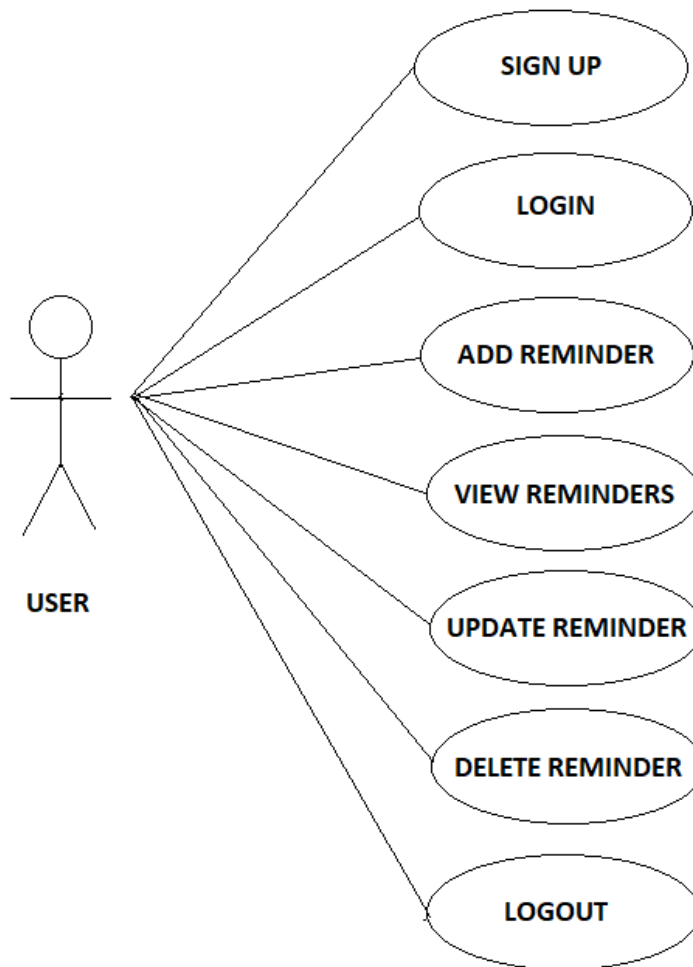 SIGN UP
LOGIN
ADD REMINDER
VIEW REMINDERS
USER
UPDATE REMINDER
DELETE REMINDER
LOGOUT